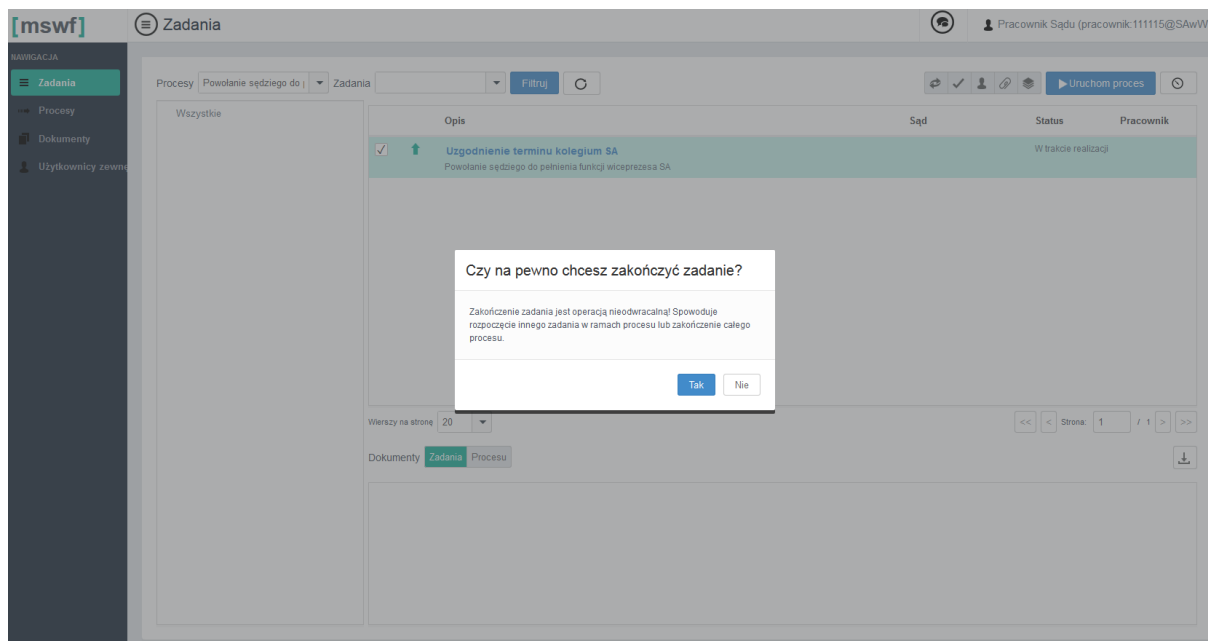 [mswf]
Zadania
Pracownik Sądu (pracownik:111115@SAwW
NAWIGACJA
Zadania
Procesy
Dokumenty
Użytkownicy zewnę
Procesy Powołanie sędziego do Zadania Filtruj Uruchom proces
Wszystkie
Opis Sąd Status Pracownik
Uzgodnienie terminu kolegium SA W trakcie realizacji
Powołanie sędziego do pełnienia funkcji wiceprezesa SA
Czy na pewno chcesz zakończyć zadanie?
Zakończenie zadania jest operacją nieodwracalną! Spowoduje
rozpoczęcie innego zadania w ramach procesu lub zakończenie całego
procesu.
Tak Nie
Wierszy na stronę 20 << < Strona: 1 / 1 > >>
Dokumenty Zadania Procesu